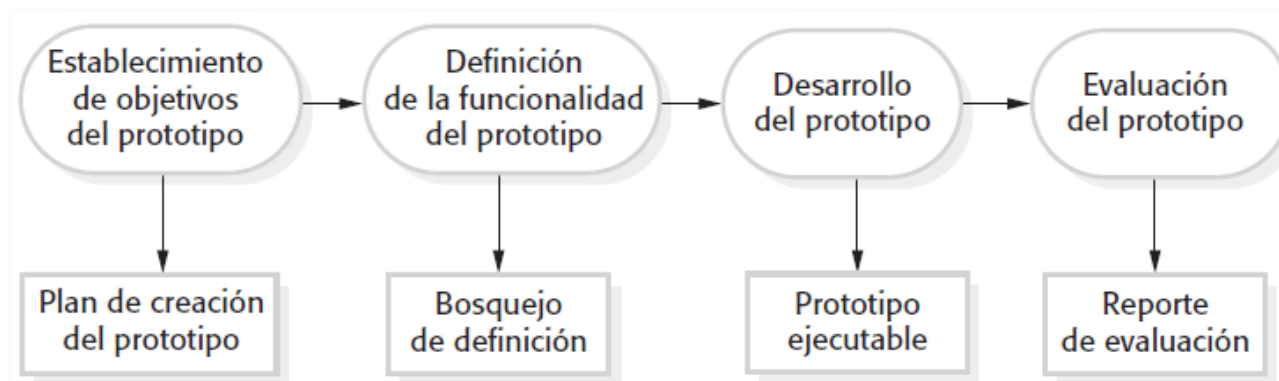 Establecimiento
de objetivos
del prototipo
Definición
de la funcionalidad
del prototipo
Desarrollo
del prototipo
Evaluación
del prototipo
Plan de creación
del prototipo
Bosquejo
de definición
Prototipo
ejecutable
Reporte
de evaluación